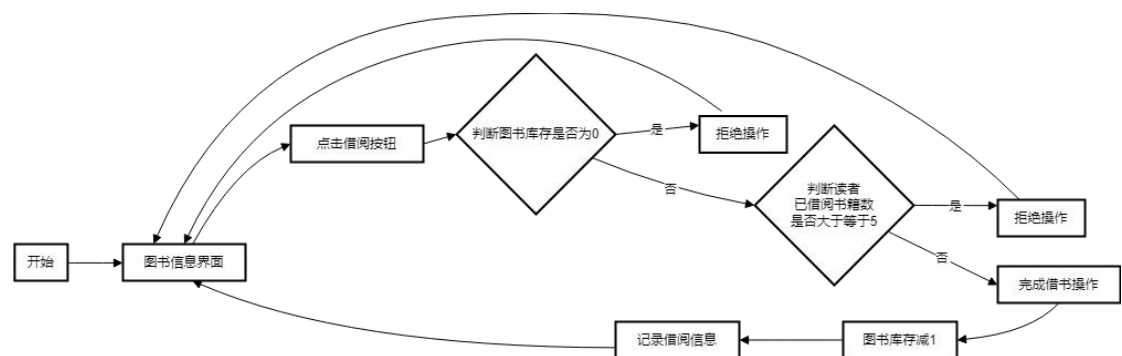 开始
图书信息界面
点击借阅按钮
判断图书库存是否为0
是
拒绝操作
否
判断读者
已借阅书籍数
是否大于等于5
是
拒绝操作
否
完成借书操作
图书库存减1
记录借阅信息